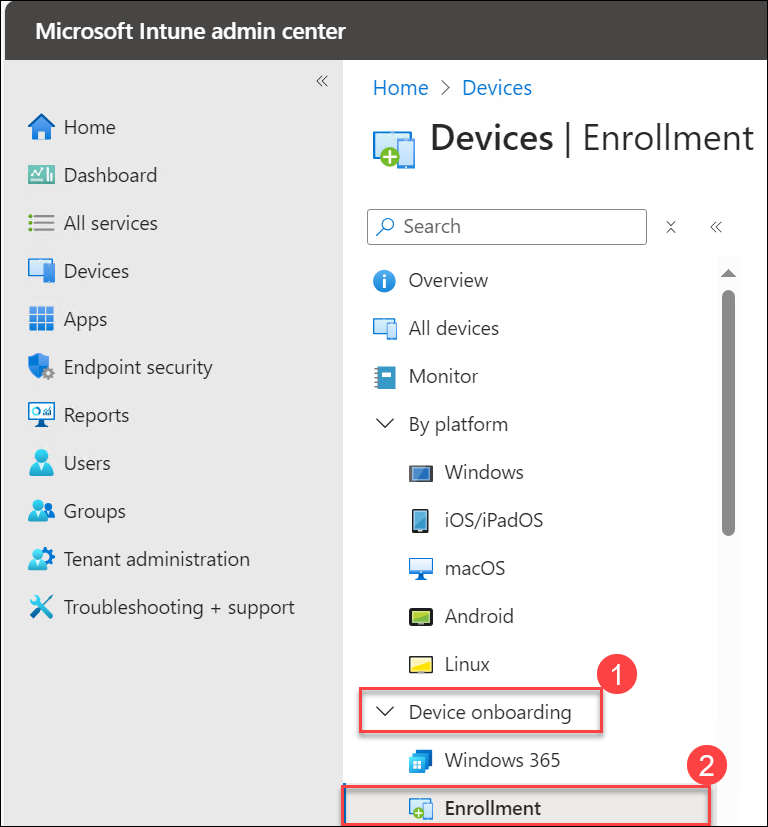 Microsoft Intune admin center
Home
Dashboard
All services
Devices
Apps
Endpoint security
Reports
Users
Groups
Tenant administration
Troubleshooting + support
Home > Devices
Devices | Enrollment
Search
Overview
All devices
Monitor
By platform
Windows
iOS/iPadOS
macOS
Android
Linux
1
Device onboarding
Windows 365
2
Enrollment